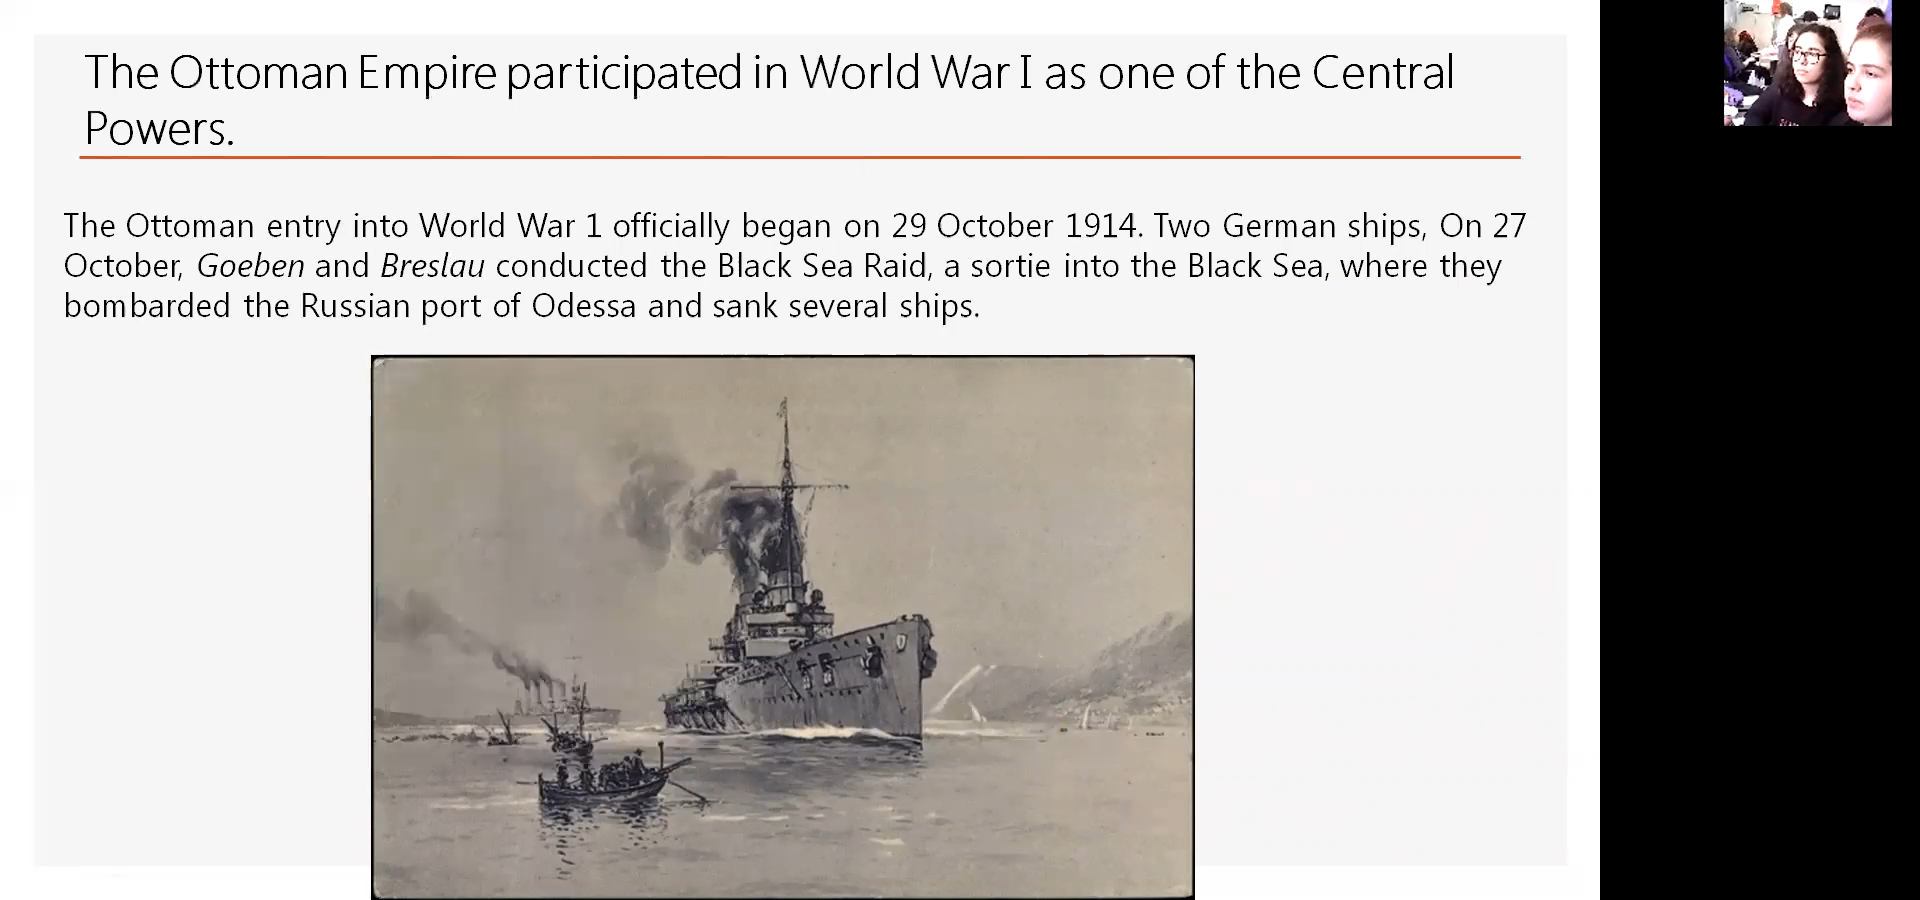 The Ottoman Empire participated in World War I as one of the Central
Powers.
The Ottoman entry into World War 1 officially began on 29 October 1914. Two German ships, On 27
October, Goeben and Breslau conducted the Black Sea Raid, a sortie into the Black Sea, where they
bombarded the Russian port of Odessa and sank several ships.